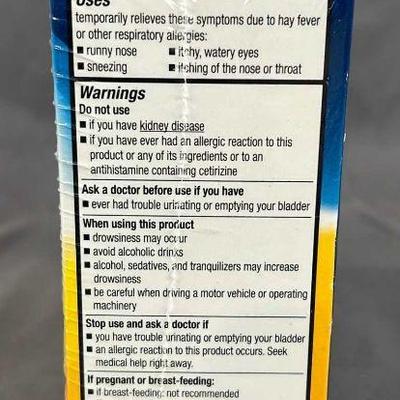 Uses
temporarily relieves these symptoms due to hay fever
or other respiratory allergies:
■ runny nose ■ itchy, watery eyes
■ sneezing ■ itching of the nose or throat
Warnings
Do not use
■ if you have kidney disease
■ if you have ever had an allergic reaction to this
product or any of its ingredients or to an
antihistamine containing cetirizine
Ask a doctor before use if you have
■ ever had trouble urinating or emptying your bladder
When using this product
■ drowsiness may occur
■ avoid alcoholic drinks
■ alcohol, sedatives, and tranquilizers may increase
drowsiness
■ be careful when driving a motor vehicle or operating
machinery
Stop use and ask a doctor if
■ you have trouble urinating or emptying your bladder
■ an allergic reaction to this product occurs. Seek
medical help right away.
If pregnant or breast-feeding:
■ if breast-feeding: not recommended